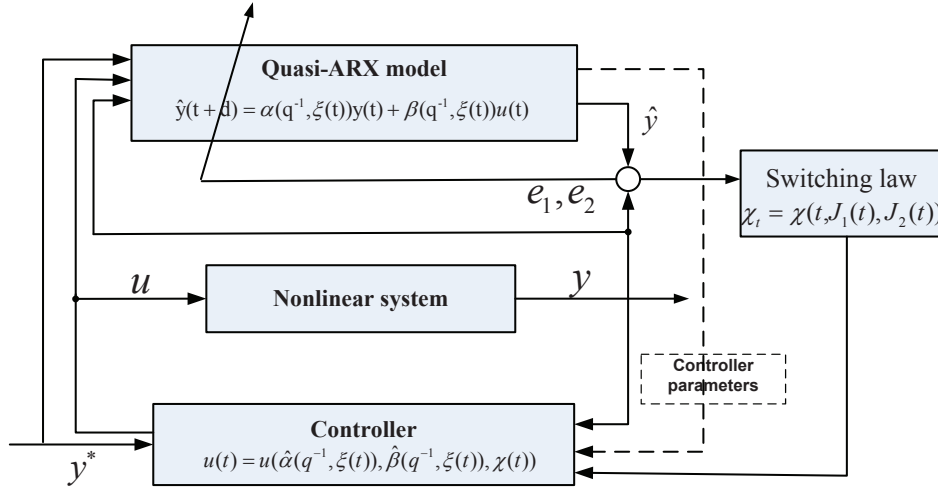 Quasi-ARX model
ŷ(t + d) = α(q⁻¹, ξ(t))y(t) + β(q⁻¹, ξ(t))u(t)
ŷ
e₁, e₂
Switching law
χₜ = χ(t, J₁(t), J₂(t))
u
Nonlinear system
y
Controller
parameters
Controller
u(t) = u(α̂(q⁻¹, ξ(t)), β̂(q⁻¹, ξ(t)), χ(t))
y*